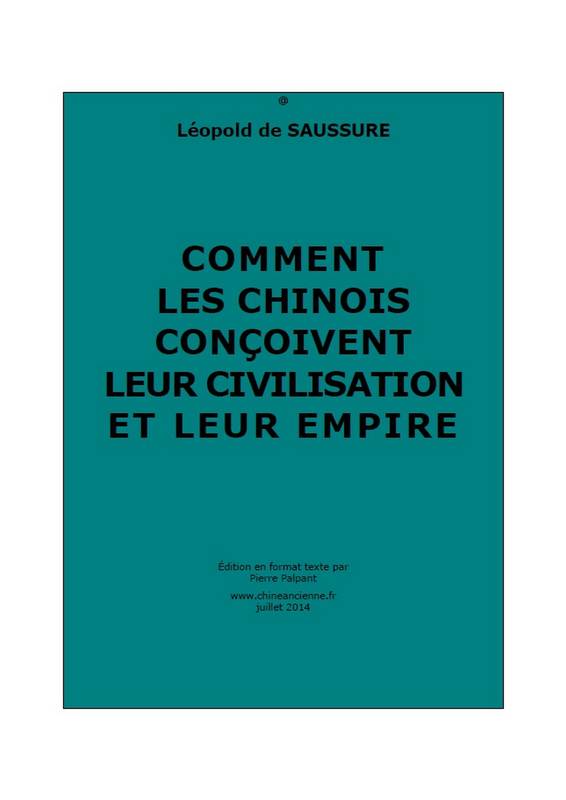 @
Léopold de SAUSSURE
COMMENT
LES CHINOIS
CONÇOIVENT
LEUR CIVILISATION
ET LEUR EMPIRE
Édition en format texte par
Pierre Palpant
www.chineancienne.fr
juillet 2014